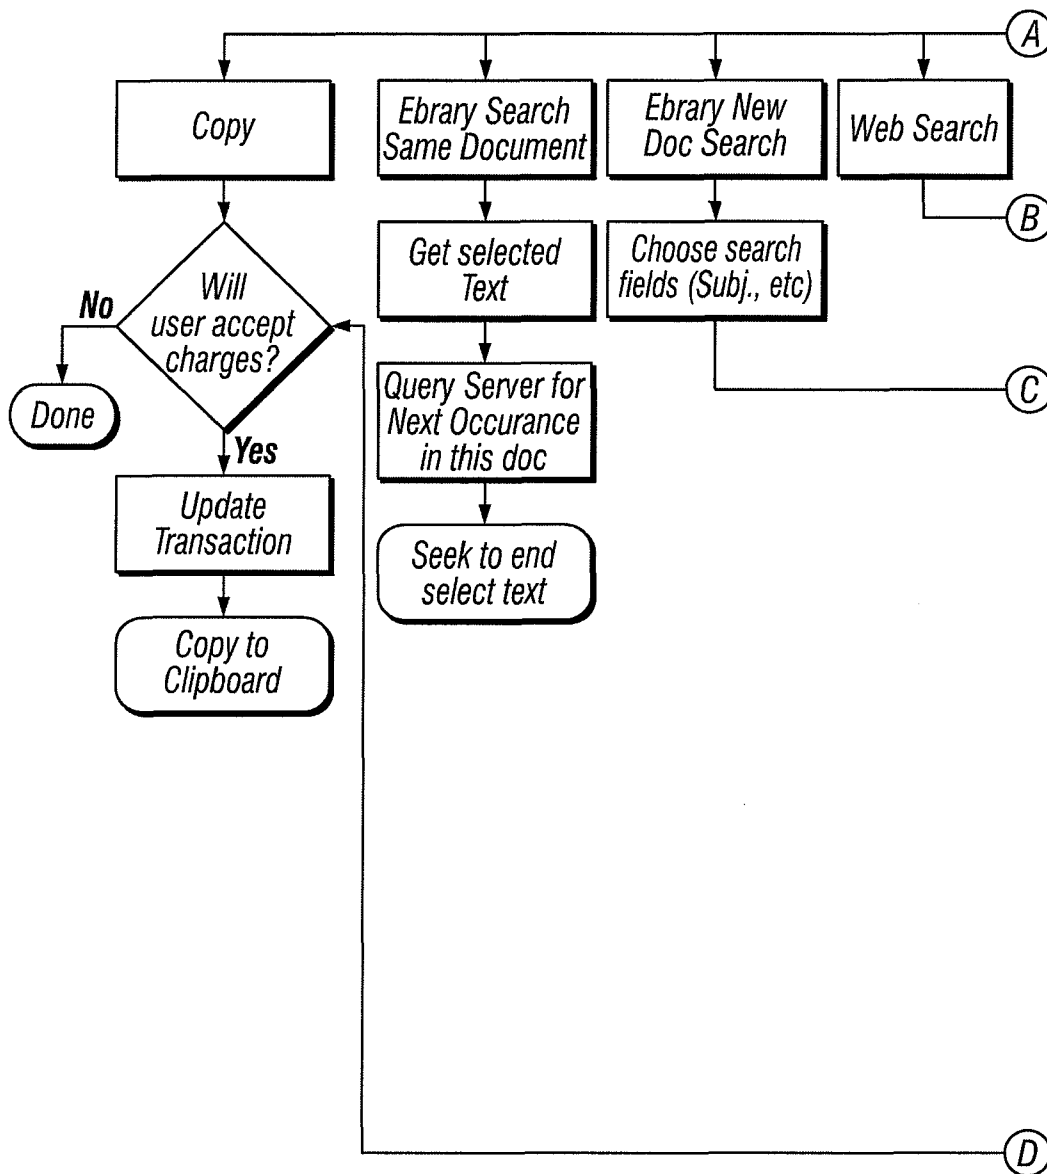 A
Copy
Ebrary Search
Same Document
Ebrary New
Doc Search
Web Search
B
Get selected
Text
Choose search
fields (Subj., etc)
Will
user accept
charges?
No
Done
Query Server for
Next Occurance
in this doc
C
Yes
Update
Transaction
Seek to end
select text
Copy to
Clipboard
D